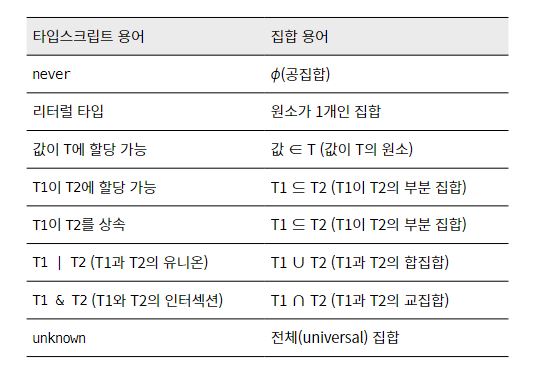 타입스크립트 용어 집합 용어
never ϕ(공집합)
리터럴 타입 원소가 1개인 집합
값이 T에 할당 가능 값 ∈ T (값이 T의 원소)
T1이 T2에 할당 가능 T1 ⊆ T2 (T1이 T2의 부분 집합)
T1이 T2를 상속 T1 ⊆ T2 (T1이 T2의 부분 집합)
T1 | T2 (T1과 T2의 유니온) T1 ∪ T2 (T1과 T2의 합집합)
T1 & T2 (T1와 T2의 인터섹션) T1 ∩ T2 (T1과 T2의 교집합)
unknown 전체(universal) 집합